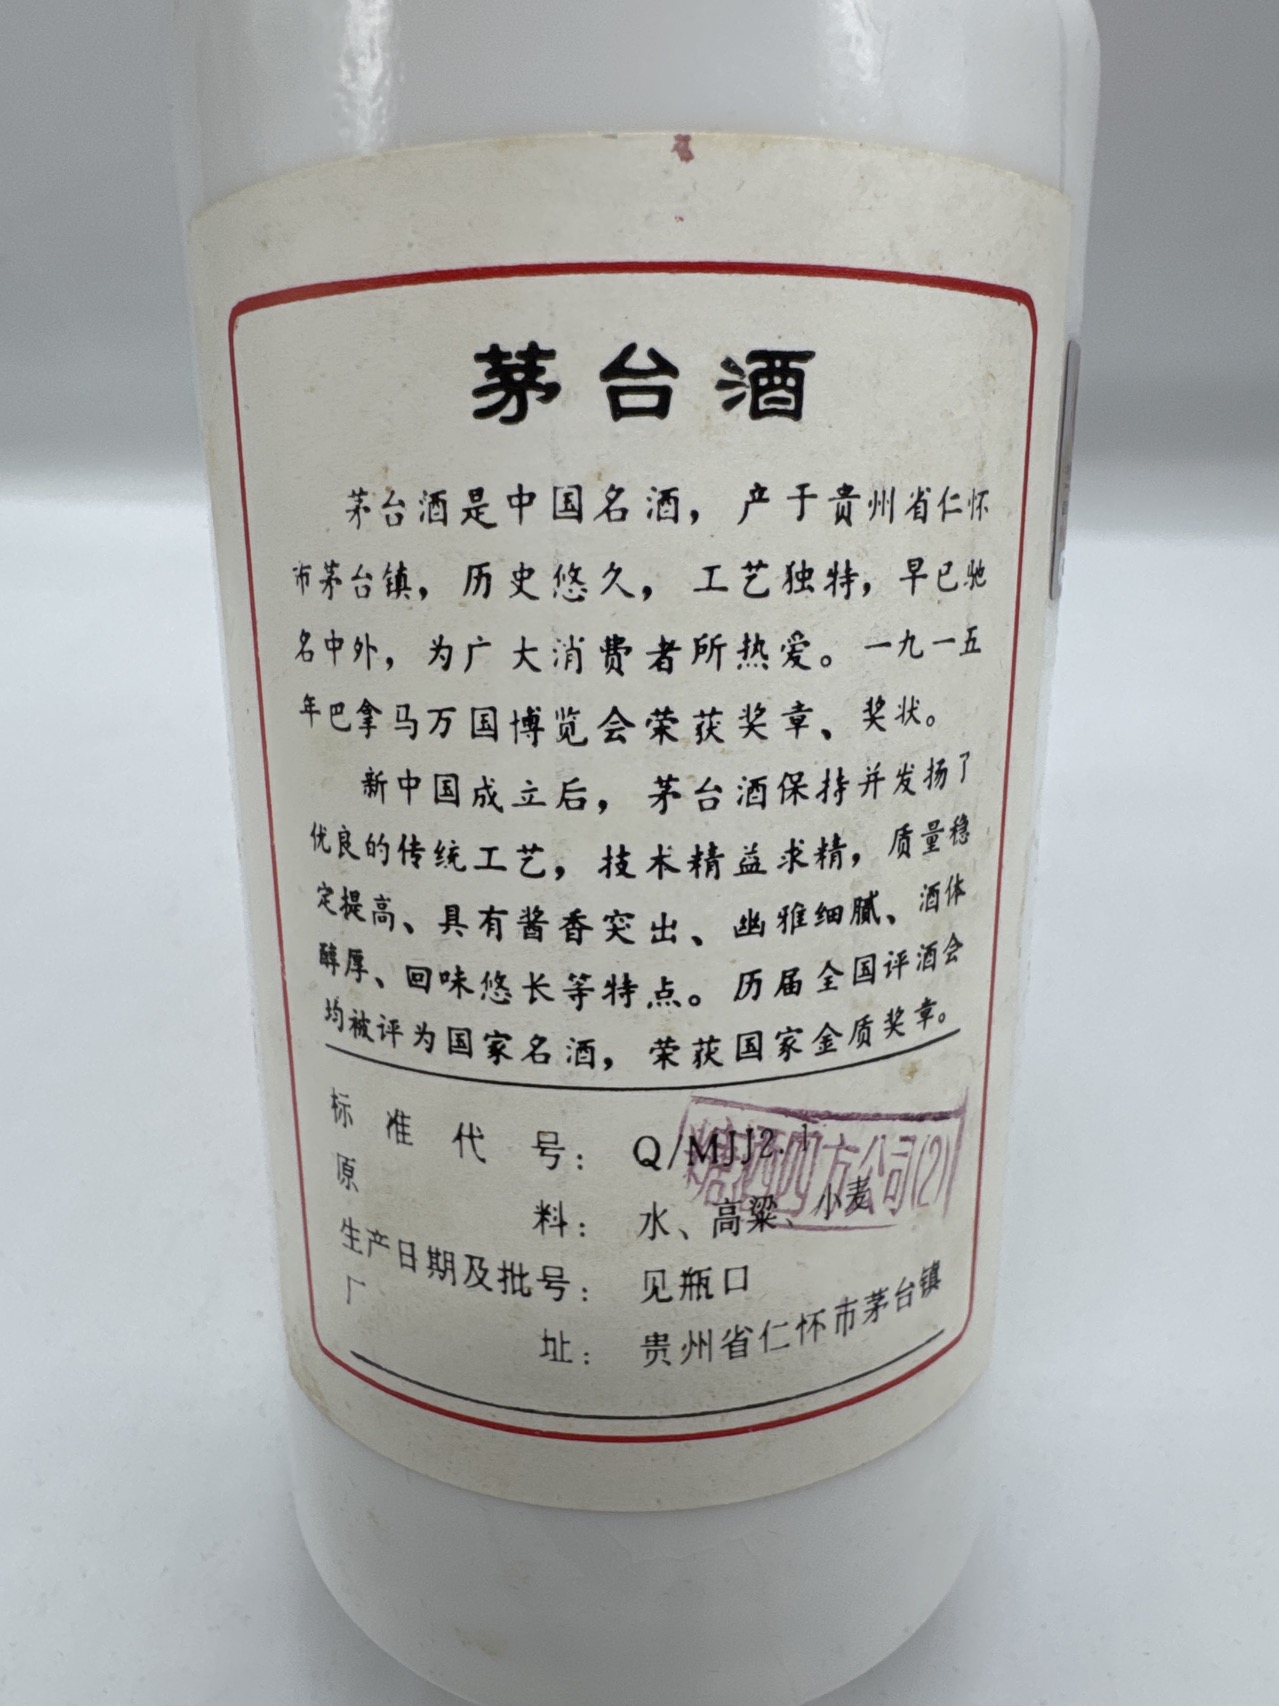 茅台酒
茅台酒是中国名酒，产于贵州省仁怀
市茅台镇，历史悠久，工艺独特，早已驰
名中外，为广大消费者所热爱。一九一五
年巴拿马万国博览会荣获奖章、奖状。
新中国成立后，茅台酒保持并发扬了
优良的传统工艺，技术精益求精，质量稳
定提高、具有酱香突出、幽雅细腻、酒体
醇厚、回味悠长等特点。历届全国评酒会
均被评为国家名酒，荣获国家金质奖章。
标准代号：Q/MJJ2.1
糖酒四方公司(2)
原料：水、高粱、小麦
生产日期及批号：见瓶口
厂址：贵州省仁怀市茅台镇